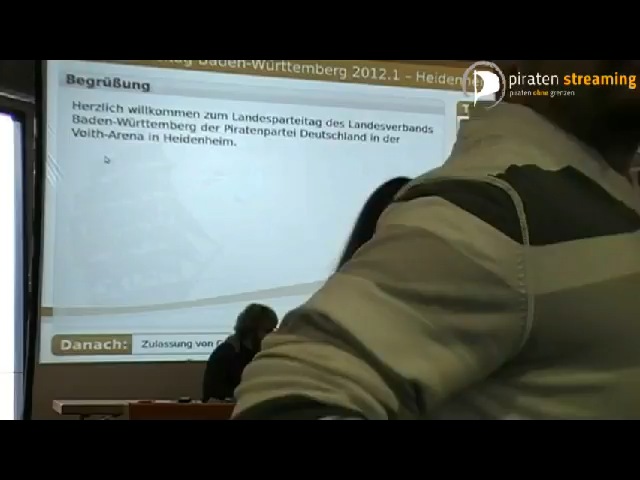 Baden-Württemberg 2012.1 – Heidenhe
Begrüßung
Herzlich willkommen zum Landesparteitag des Landesverbands
Baden-Württemberg der Piratenpartei Deutschland in der
Voith-Arena in Heidenheim.
Danach: Zulassung von
piraten streaming
piraten ohne grenzen